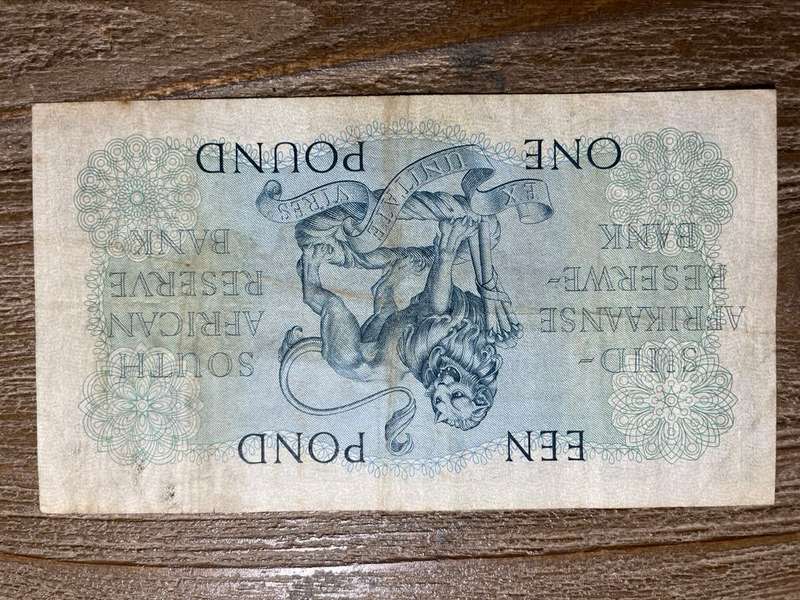 EEN POND
SUID-
AFRIKAANSE
RESERWE-
BANK
SOUTH
AFRICAN
RESERVE
BANK
EX UNITATE VIRES
ONE POUND